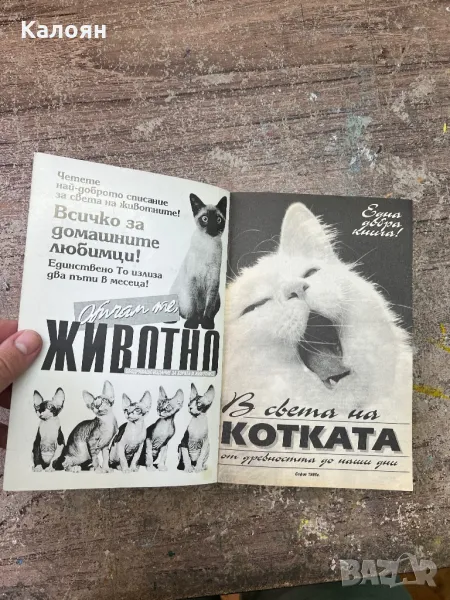 Калоян
Четете
най-доброто списание
за света на животните!
Всичко за
домашните
любимци!
Единствено То излиза
два пъти в месеца!
Обичам те,
ЖИВОТНО
Една
добра
книга!
В света на
КОТКАТА
от древността до наши дни
BAZAR